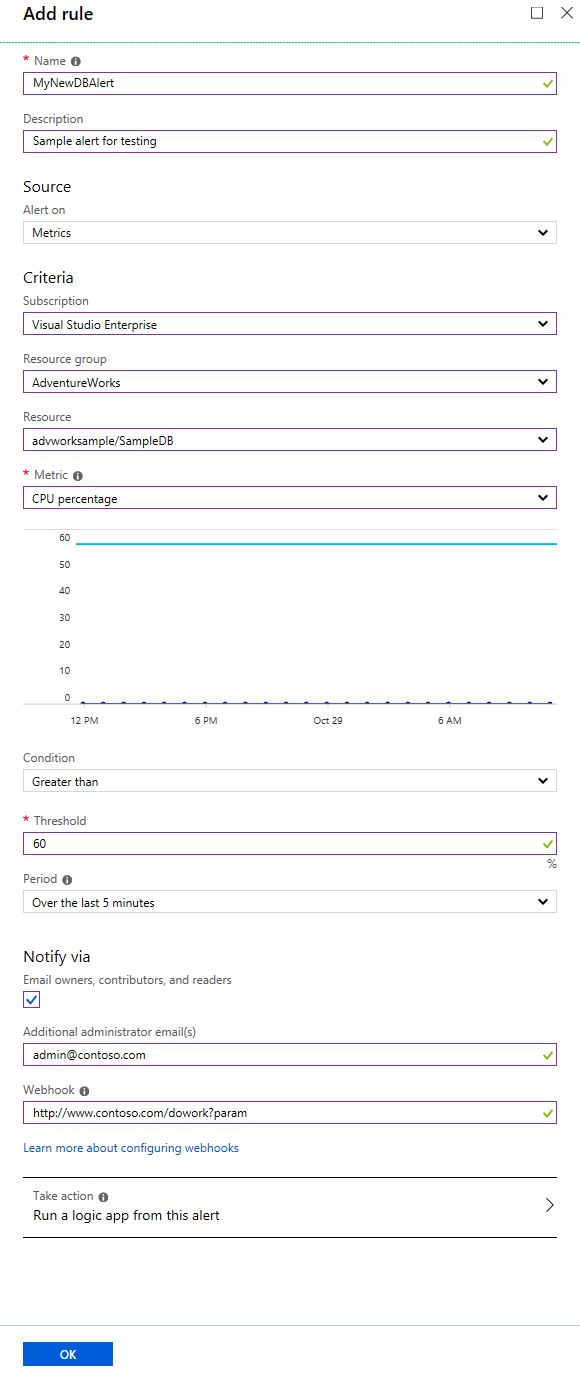 Add rule
* Name
MyNewDBAlert
Description
Sample alert for testing
Source
Alert on
Metrics
Criteria
Subscription
Visual Studio Enterprise
Resource group
AdventureWorks
Resource
advworksample/SampleDB
* Metric
CPU percentage
60
50
40
30
20
10
0
12 PM 6 PM Oct 29 6 AM
Condition
Greater than
* Threshold
60
%
Period
Over the last 5 minutes
Notify via
Email owners, contributors, and readers
Additional administrator email(s)
admin@contoso.com
Webhook
http://www.contoso.com/dowork?param
Learn more about configuring webhooks
Take action
Run a logic app from this alert
OK